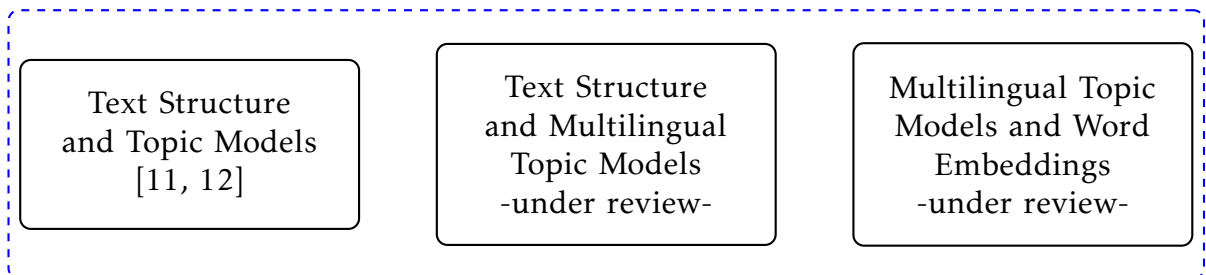 Text Structure
and Topic Models
[11, 12]
Text Structure
and Multilingual
Topic Models
-under review-
Multilingual Topic
Models and Word
Embeddings
-under review-